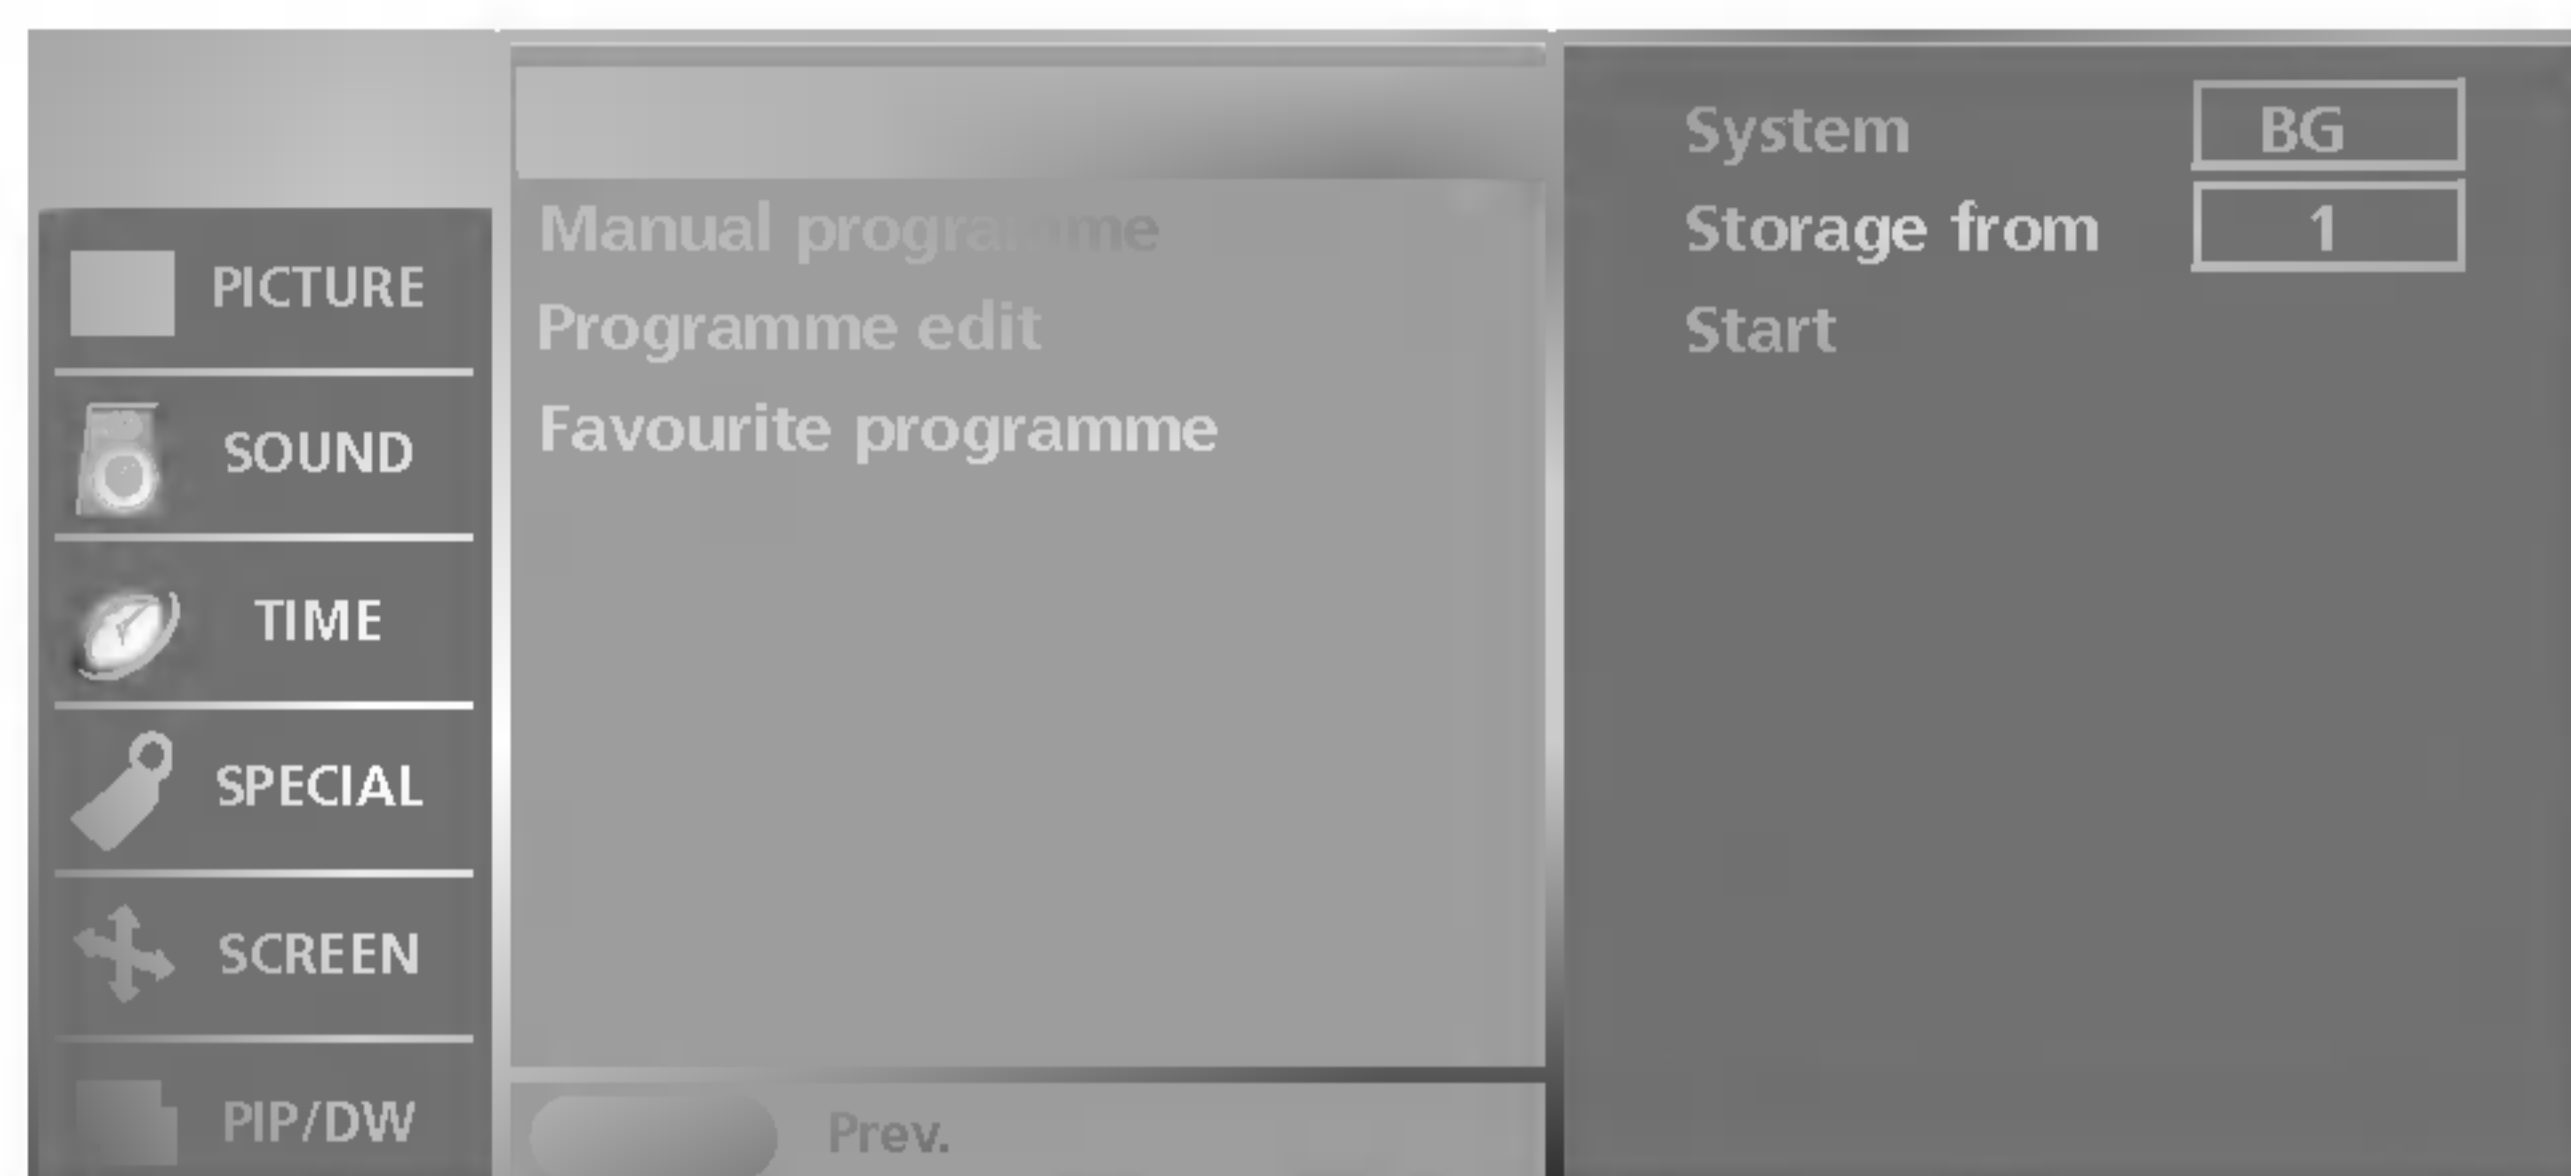 PICTURE
SOUND
TIME
SPECIAL
SCREEN
PIP/DW
Manual programme
Programme edit
Favourite programme
Prev.
System BG
Storage from 1
Start